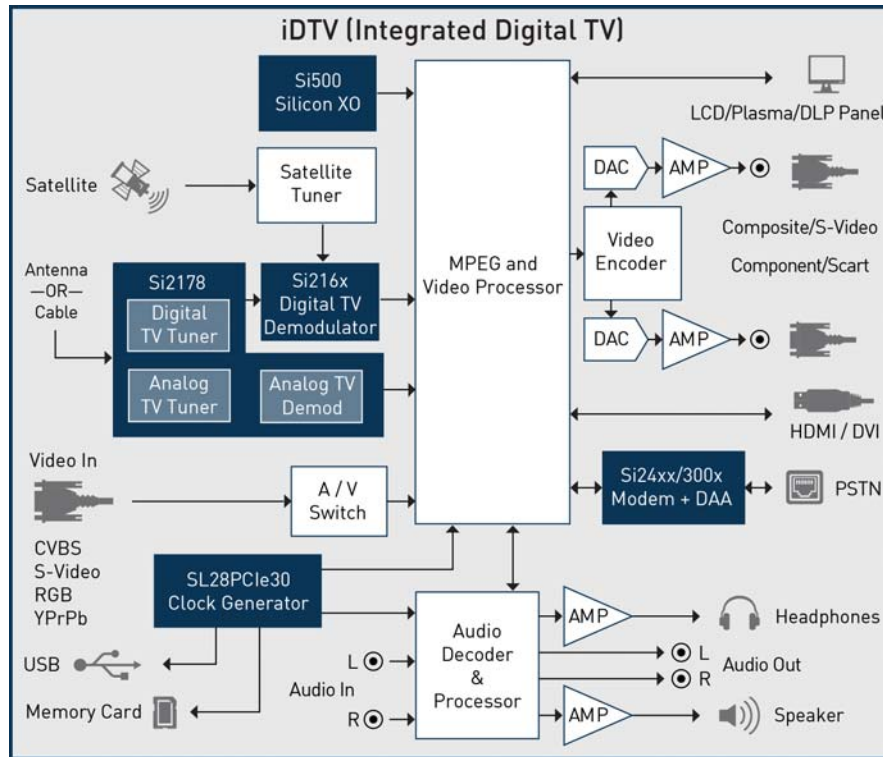 iDTV (Integrated Digital TV)
Si500
Silicon XO
LCD/Plasma/DLP Panel
Satellite
Satellite
Tuner
DAC
AMP
Composite/S-Video
Component/Scart
Video
Encoder
MPEG and
Video Processor
Antenna
—OR—
Cable
Si2178
Digital
TV Tuner
Si216x
Digital TV
Demodulator
Analog
TV Tuner
Analog TV
Demod
DAC
AMP
HDMI / DVI
Video In
A / V
Switch
Si24xx/300x
Modem + DAA
PSTN
CVBS
S-Video
RGB
YPrPb
SL28PCIe30
Clock Generator
USB
Memory Card
Audio In
L
R
Audio
Decoder
&
Processor
AMP
Headphones
L
R
Audio Out
AMP
Speaker